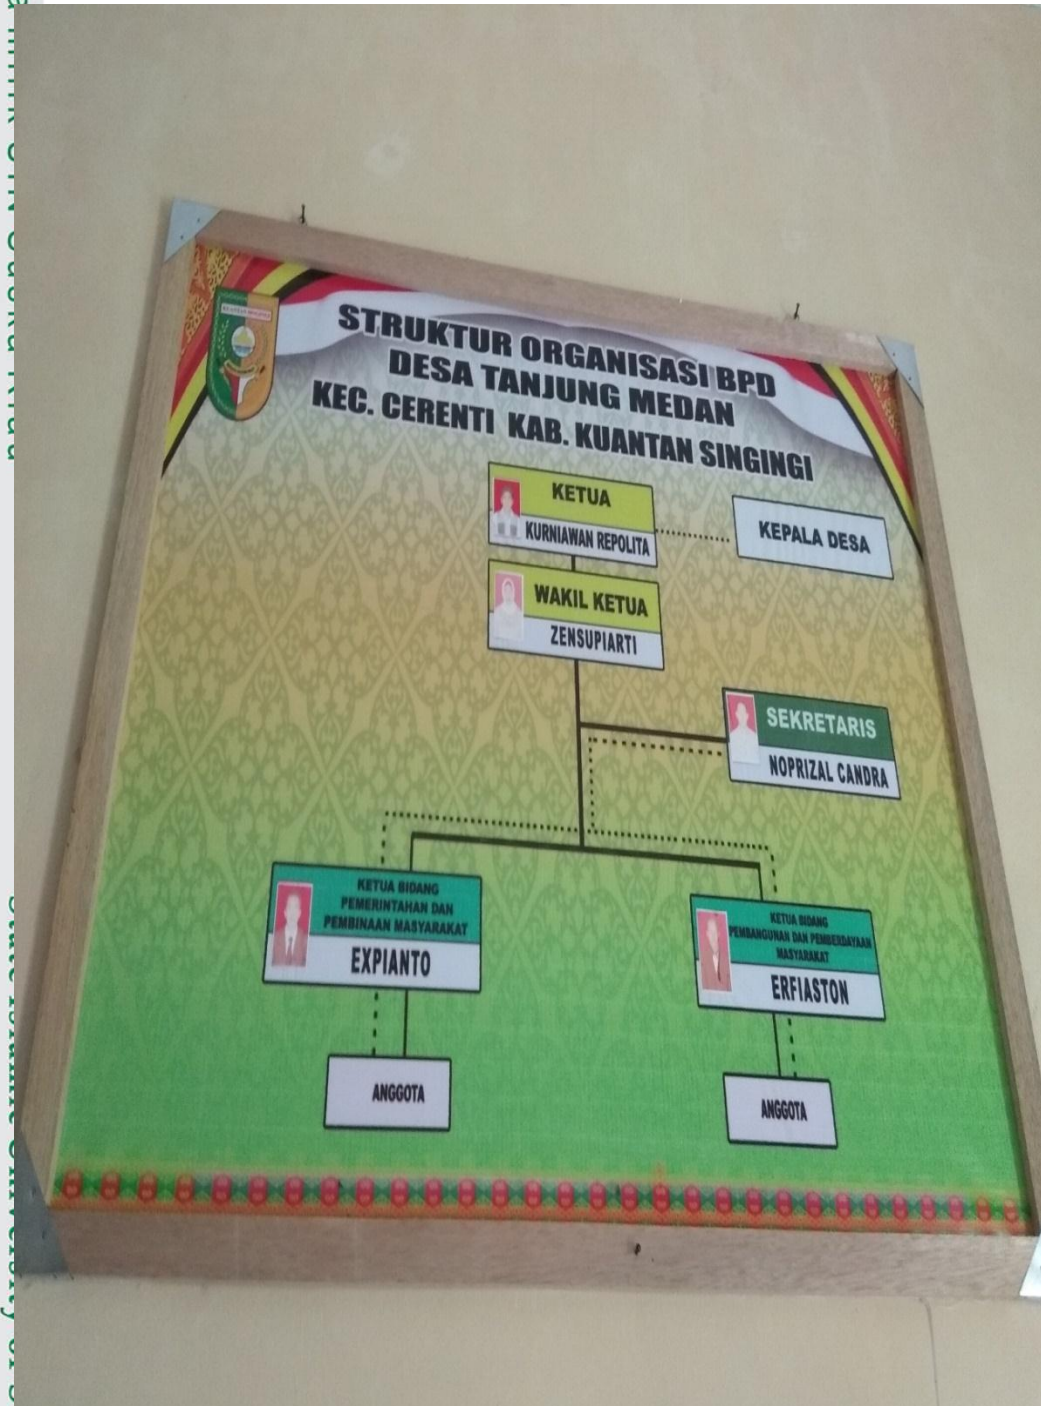 STRUKTUR ORGANISASI BPD
DESA TANJUNG MEDAN
KEC. CERENTI KAB. KUANTAN SINGINGI
KETUA
KURNIAWAN REPOLITA
KEPALA DESA
WAKIL KETUA
ZENSUPIARTI
SEKRETARIS
NOPRIZAL CANDRA
KETUA BIDANG
PEMERINTAHAN DAN
PEMBINAAN MASYARAKAT
EXPIANTO
KETUA BIDANG
PEMBANGUNAN DAN PEMBERDAYAAN
MASYARAKAT
ERFIASTON
ANGGOTA
ANGGOTA